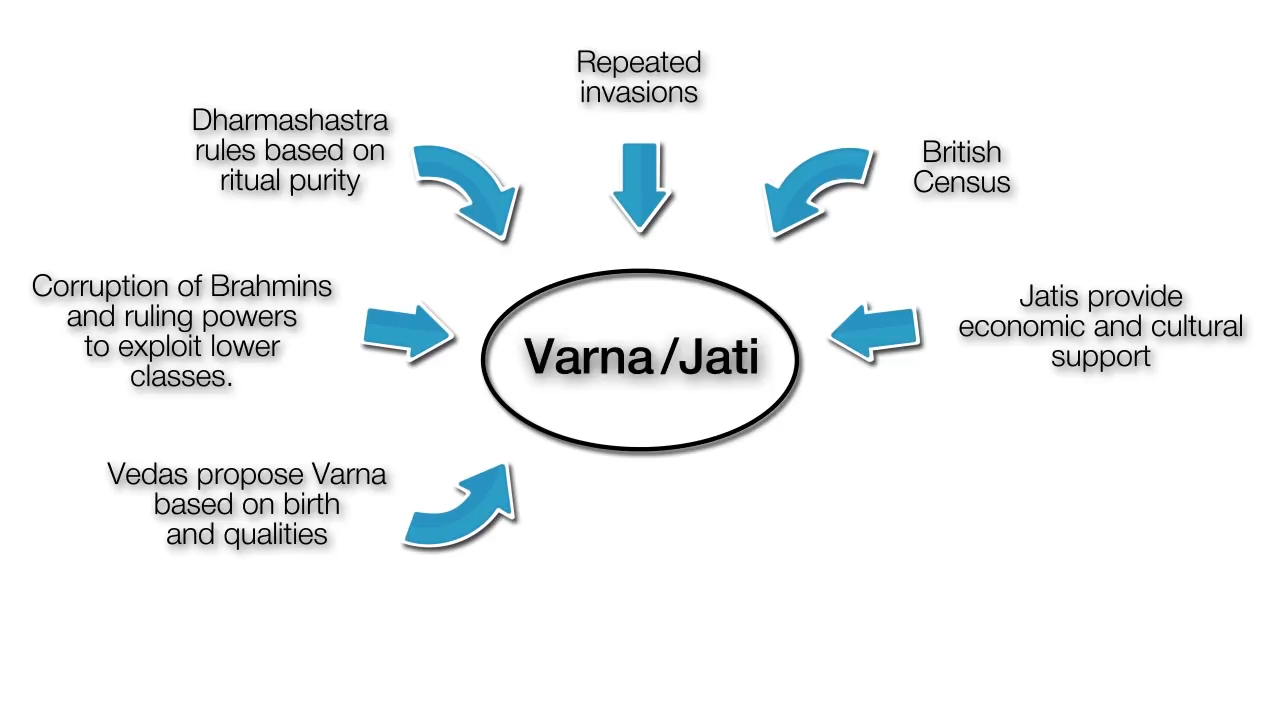 Repeated
invasions
Dharmashastra
rules based on
ritual purity
British
Census
Corruption of Brahmins
and ruling powers
to exploit lower
classes.
Jatis provide
economic and cultural
support
Varna/Jati
Vedas propose Varna
based on birth
and qualities